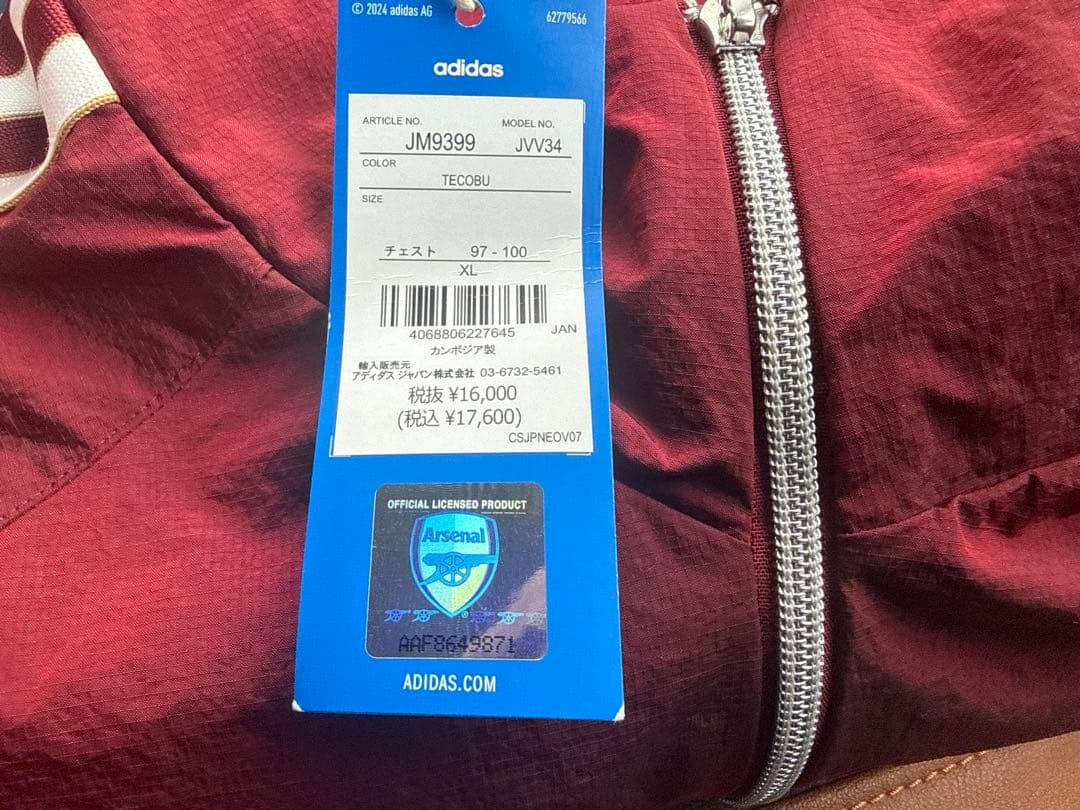 © 2024 adidas AG
62779566
adidas
ARTICLE NO.
MODEL NO.
JM9399
JVV34
COLOR
TECOBU
SIZE
チェスト 97 - 100
XL
4068806227645
JAN
カンボジア製
輸入販売元
アディダス ジャパン株式会社 03-6732-5461
税抜 ¥16,000
(税込 ¥17,600)
CSJPNEOV07
OFFICIAL LICENSED PRODUCT
Arsenal
®
AAF8649871
ADIDAS.COM